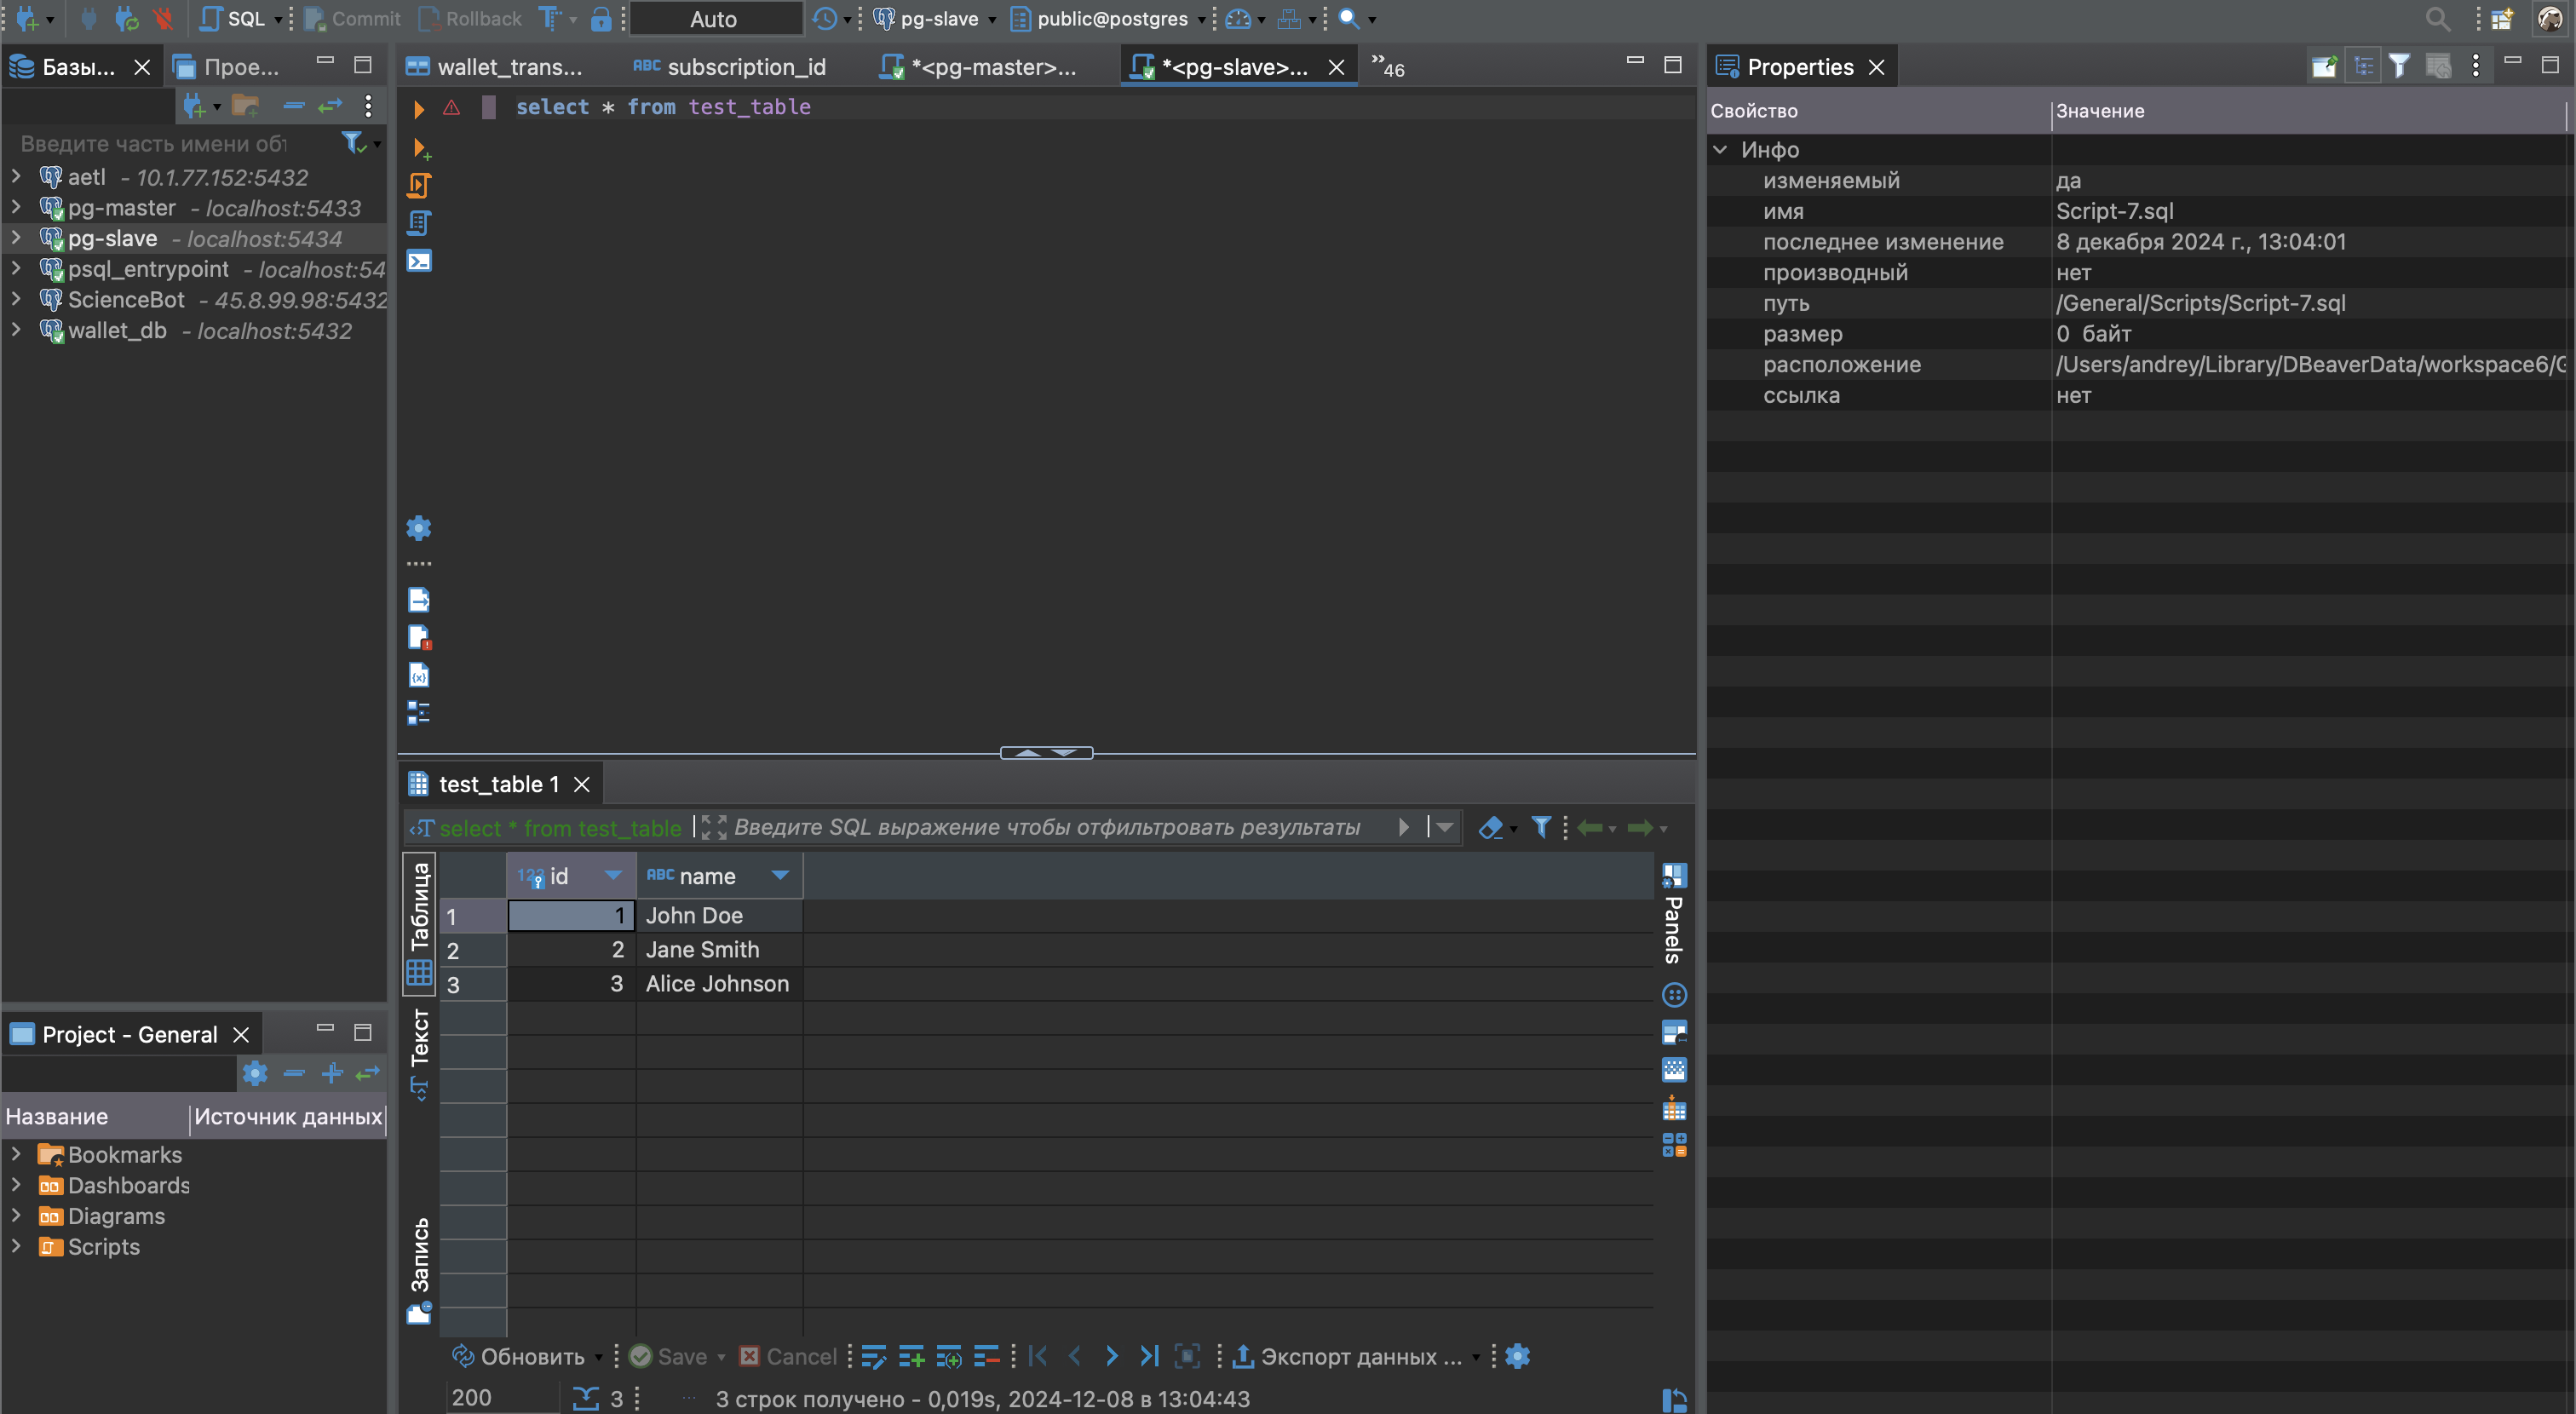 SQL Commit Rollback Auto pg-slave public@postgres
Базы... Прое...
Введите часть имени об
aetl - 10.1.77.152:5432
pg-master - localhost:5433
pg-slave - localhost:5434
psql_entrypoint - localhost:54
ScienceBot - 45.8.99.98:5432
wallet_db - localhost:5432
Project - General
Название Источник данных
Bookmarks
Dashboards
Diagrams
Scripts
wallet_trans... ABC subscription_id *<pg-master>... *<pg-slave>... »46
select * from test_table
test_table 1
select * from test_table Введите SQL выражение чтобы отфильтровать результаты
Таблица
Текст
Запись
123 id ABC name
1 1 John Doe
2 2 Jane Smith
3 3 Alice Johnson
Panels
Обновить Save Cancel Экспорт данных ...
200 3 ... 3 строк получено - 0,019s, 2024-12-08 в 13:04:43
Properties
Свойство Значение
Инфо
изменяемый да
имя Script-7.sql
последнее изменение 8 декабря 2024 г., 13:04:01
производный нет
путь /General/Scripts/Script-7.sql
размер 0 байт
расположение /Users/andrey/Library/DBeaverData/workspace6/G
ссылка нет